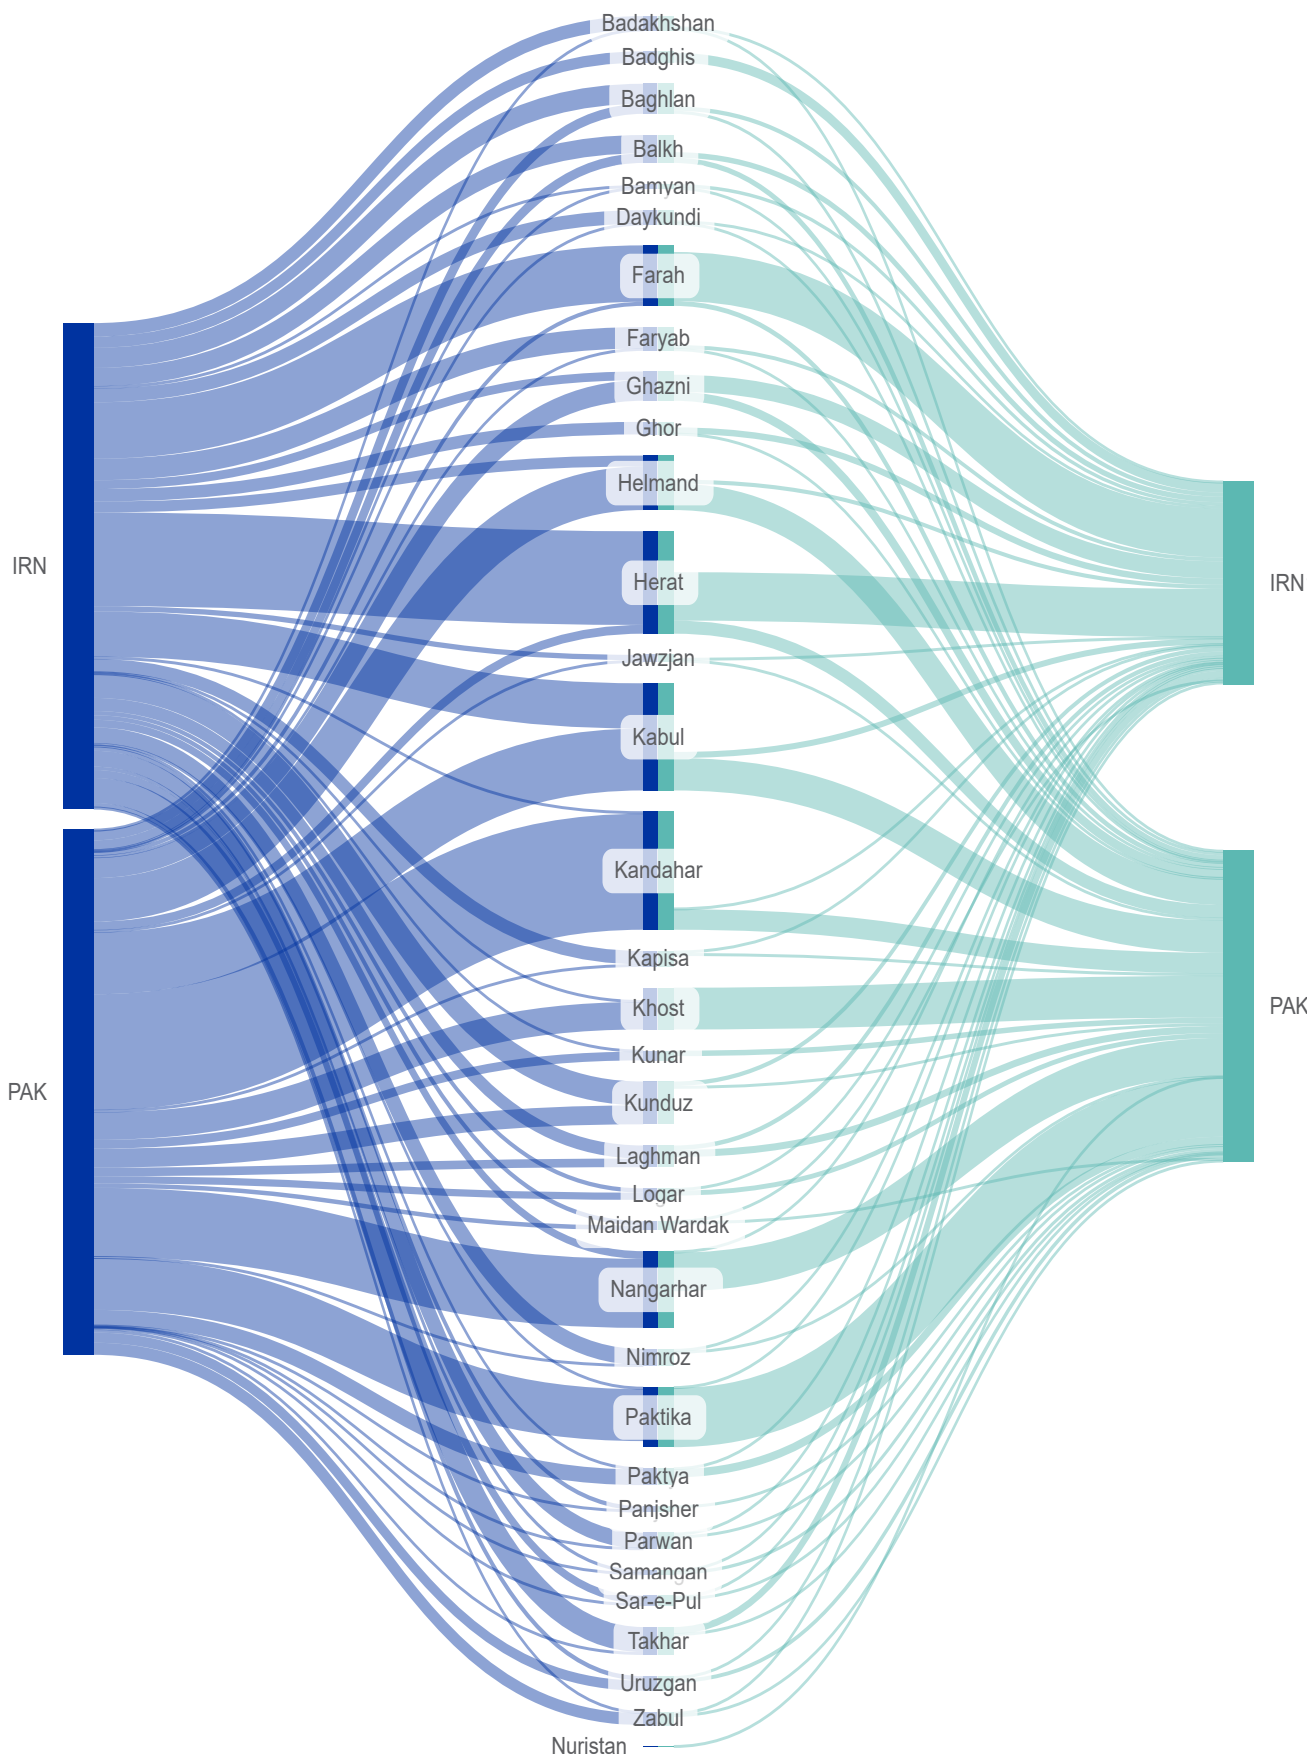 Badakhshan
Badghis
Baghlan
Balkh
Bamyan
Daykundi
Farah
Faryab
Ghazni
Ghor
Helmand
IRN
Herat
IRN
Jawzjan
Kabul
Kandahar
Kapisa
Khost
PAK
Kunar
PAK
Kunduz
Laghman
Logar
Maidan Wardak
Nangarhar
Nimroz
Paktika
Paktya
Panjsher
Parwan
Samangan
Sar-e-Pul
Takhar
Uruzgan
Zabul
Nuristan